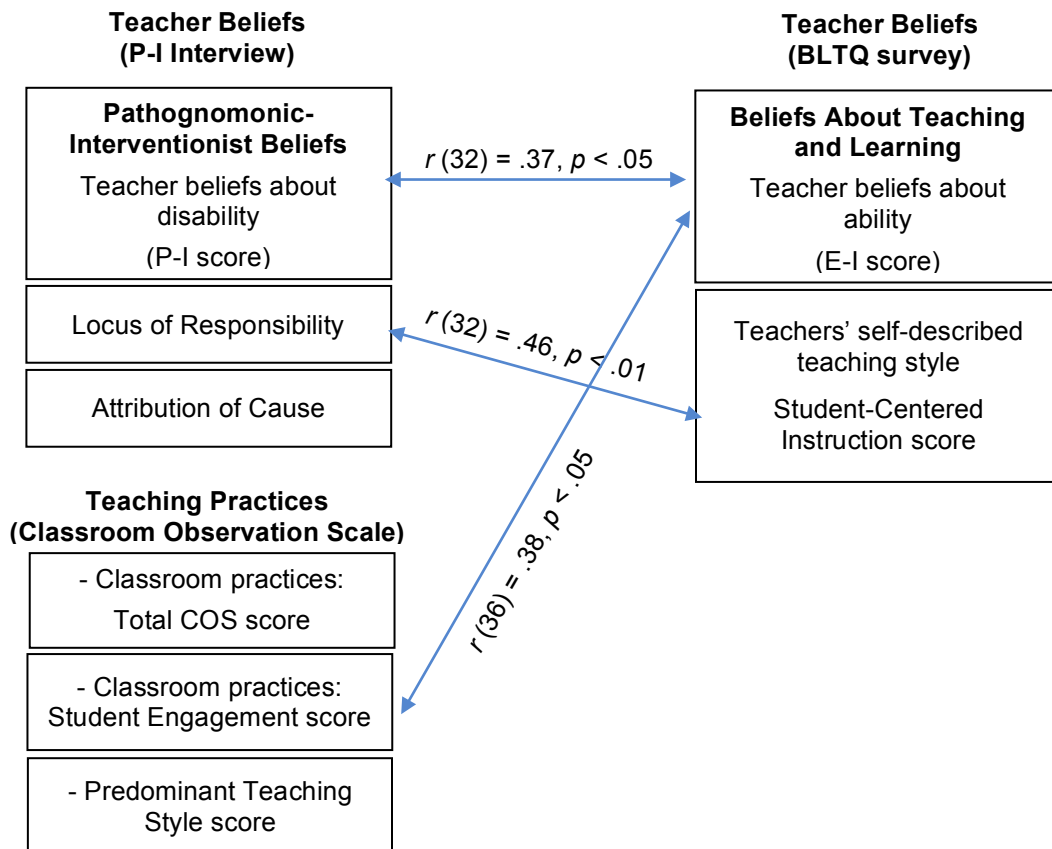 Teacher Beliefs
(P-I Interview)
Pathognomonic-
Interventionist Beliefs
Teacher beliefs about
disability
(P-I score)
Locus of Responsibility
Attribution of Cause
Teacher Beliefs
(BLTQ survey)
Beliefs About Teaching
and Learning
Teacher beliefs about
ability
(E-I score)
Teachers’ self-described
teaching style
Student-Centered
Instruction score
r (32) = .37, p < .05
r (32) = .46, p < .01
r (36) = .38, p < .05
Teaching Practices
(Classroom Observation Scale)
- Classroom practices:
Total COS score
- Classroom practices:
Student Engagement score
- Predominant Teaching
Style score